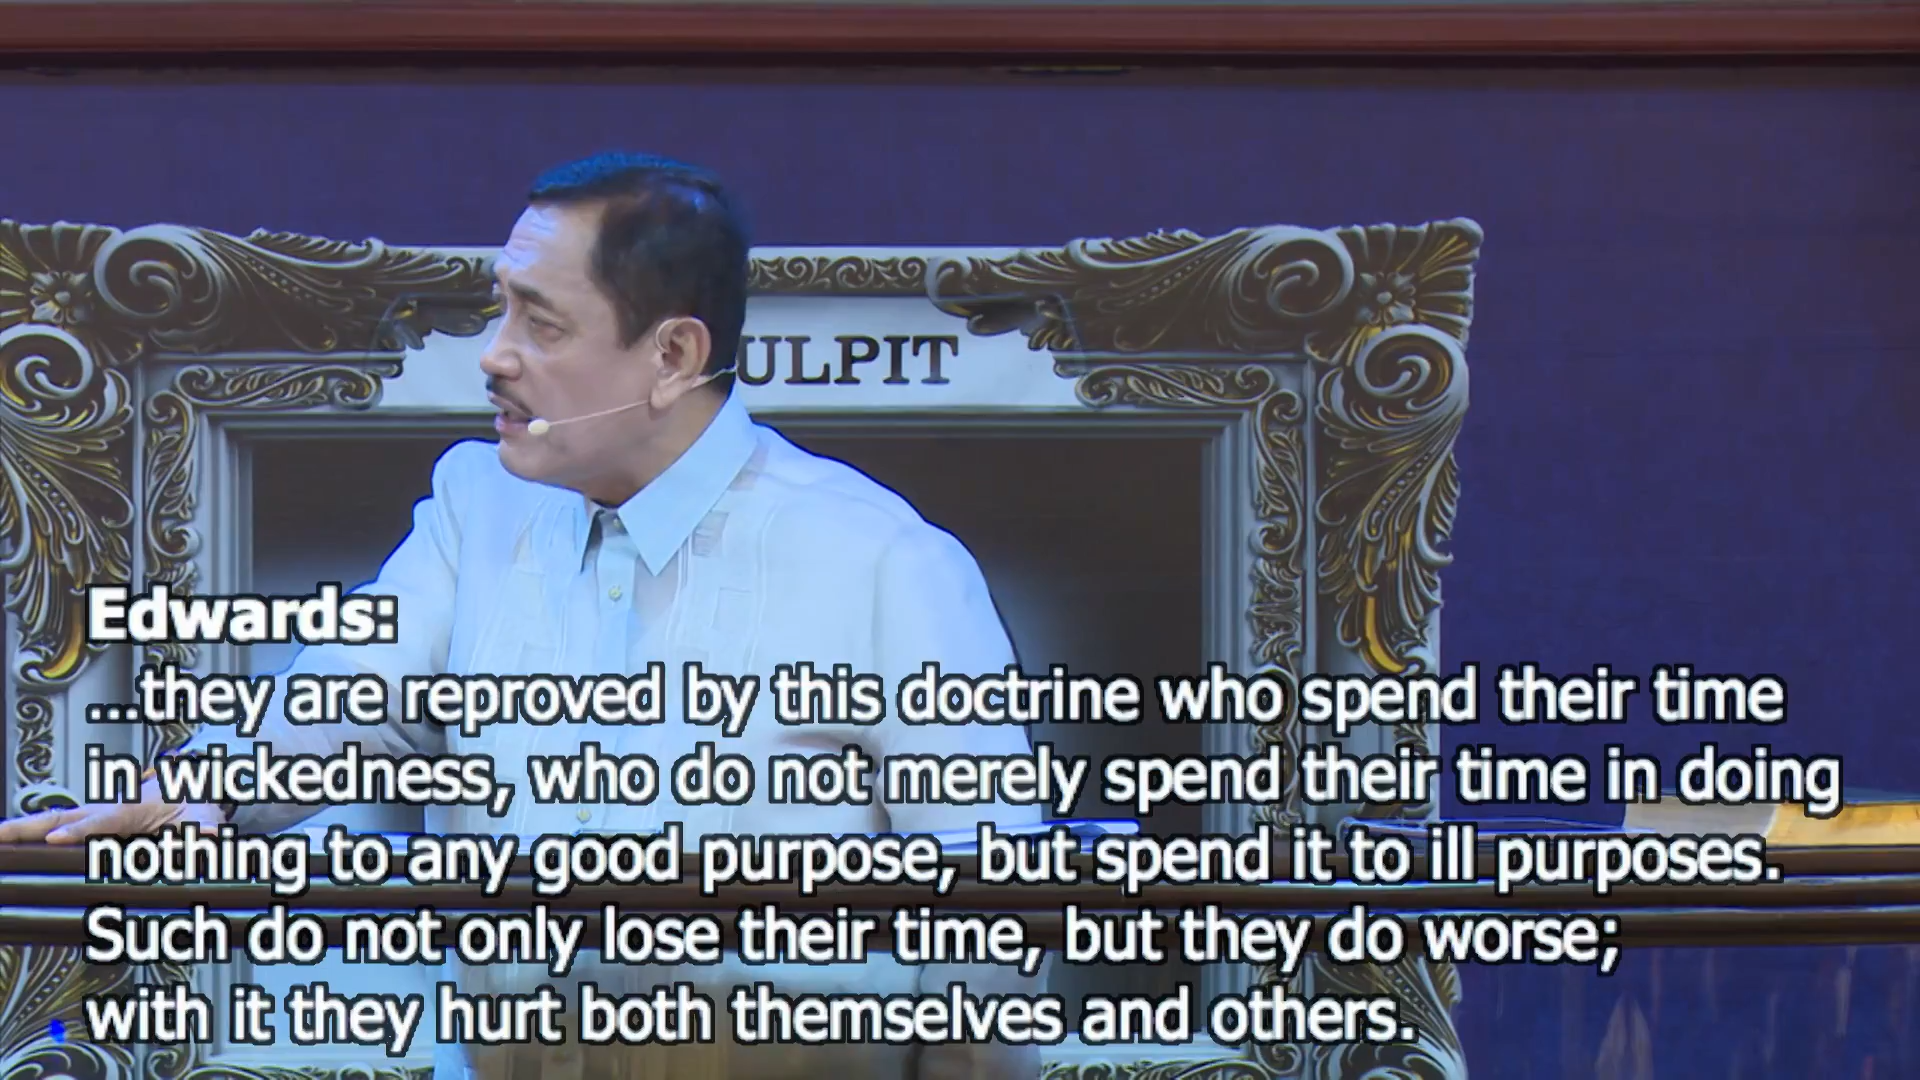 ULPIT
Edwards:
...they are reproved by this doctrine who spend their time
in wickedness, who do not merely spend their time in doing
nothing to any good purpose, but spend it to ill purposes.
Such do not only lose their time, but they do worse;
with it they hurt both themselves and others.